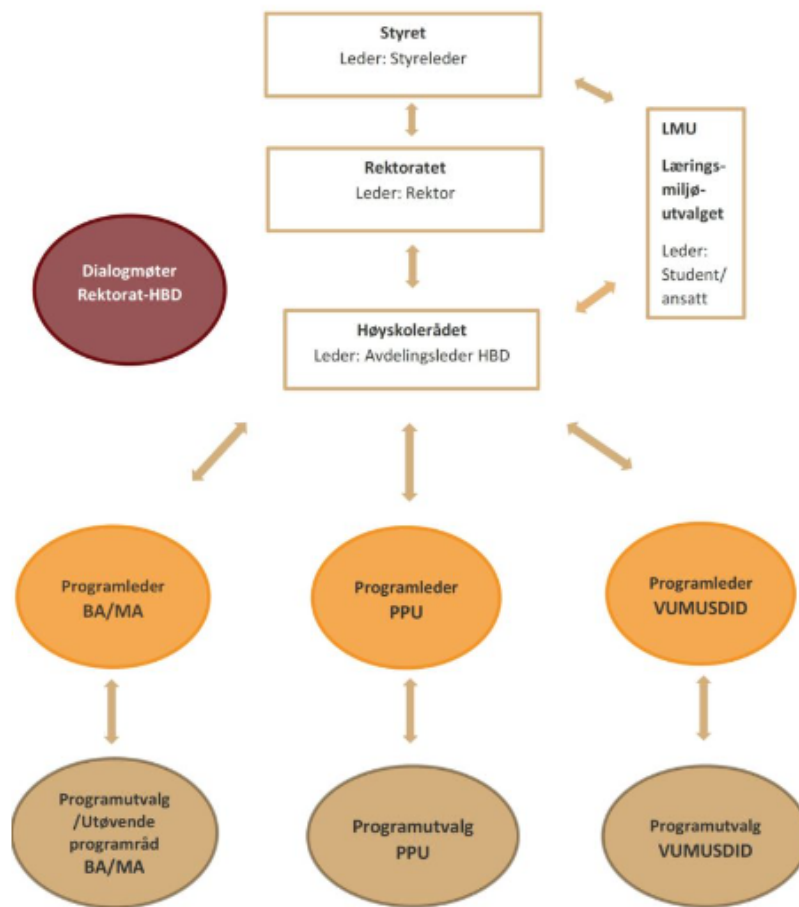 Styret
Leder: Styreleder
Rektoratet
Leder: Rektor
LMU
Lærings-
miljø-
utvalget
Leder:
Student/
ansatt
Dialogmøter
Rektorat-HBD
Høyskolerådet
Leder: Avdelingsleder HBD
Programleder
BA/MA
Programleder
PPU
Programleder
VUMUSDID
Programutvalg
/Utøvende
programråd
BA/MA
Programutvalg
PPU
Programutvalg
VUMUSDID